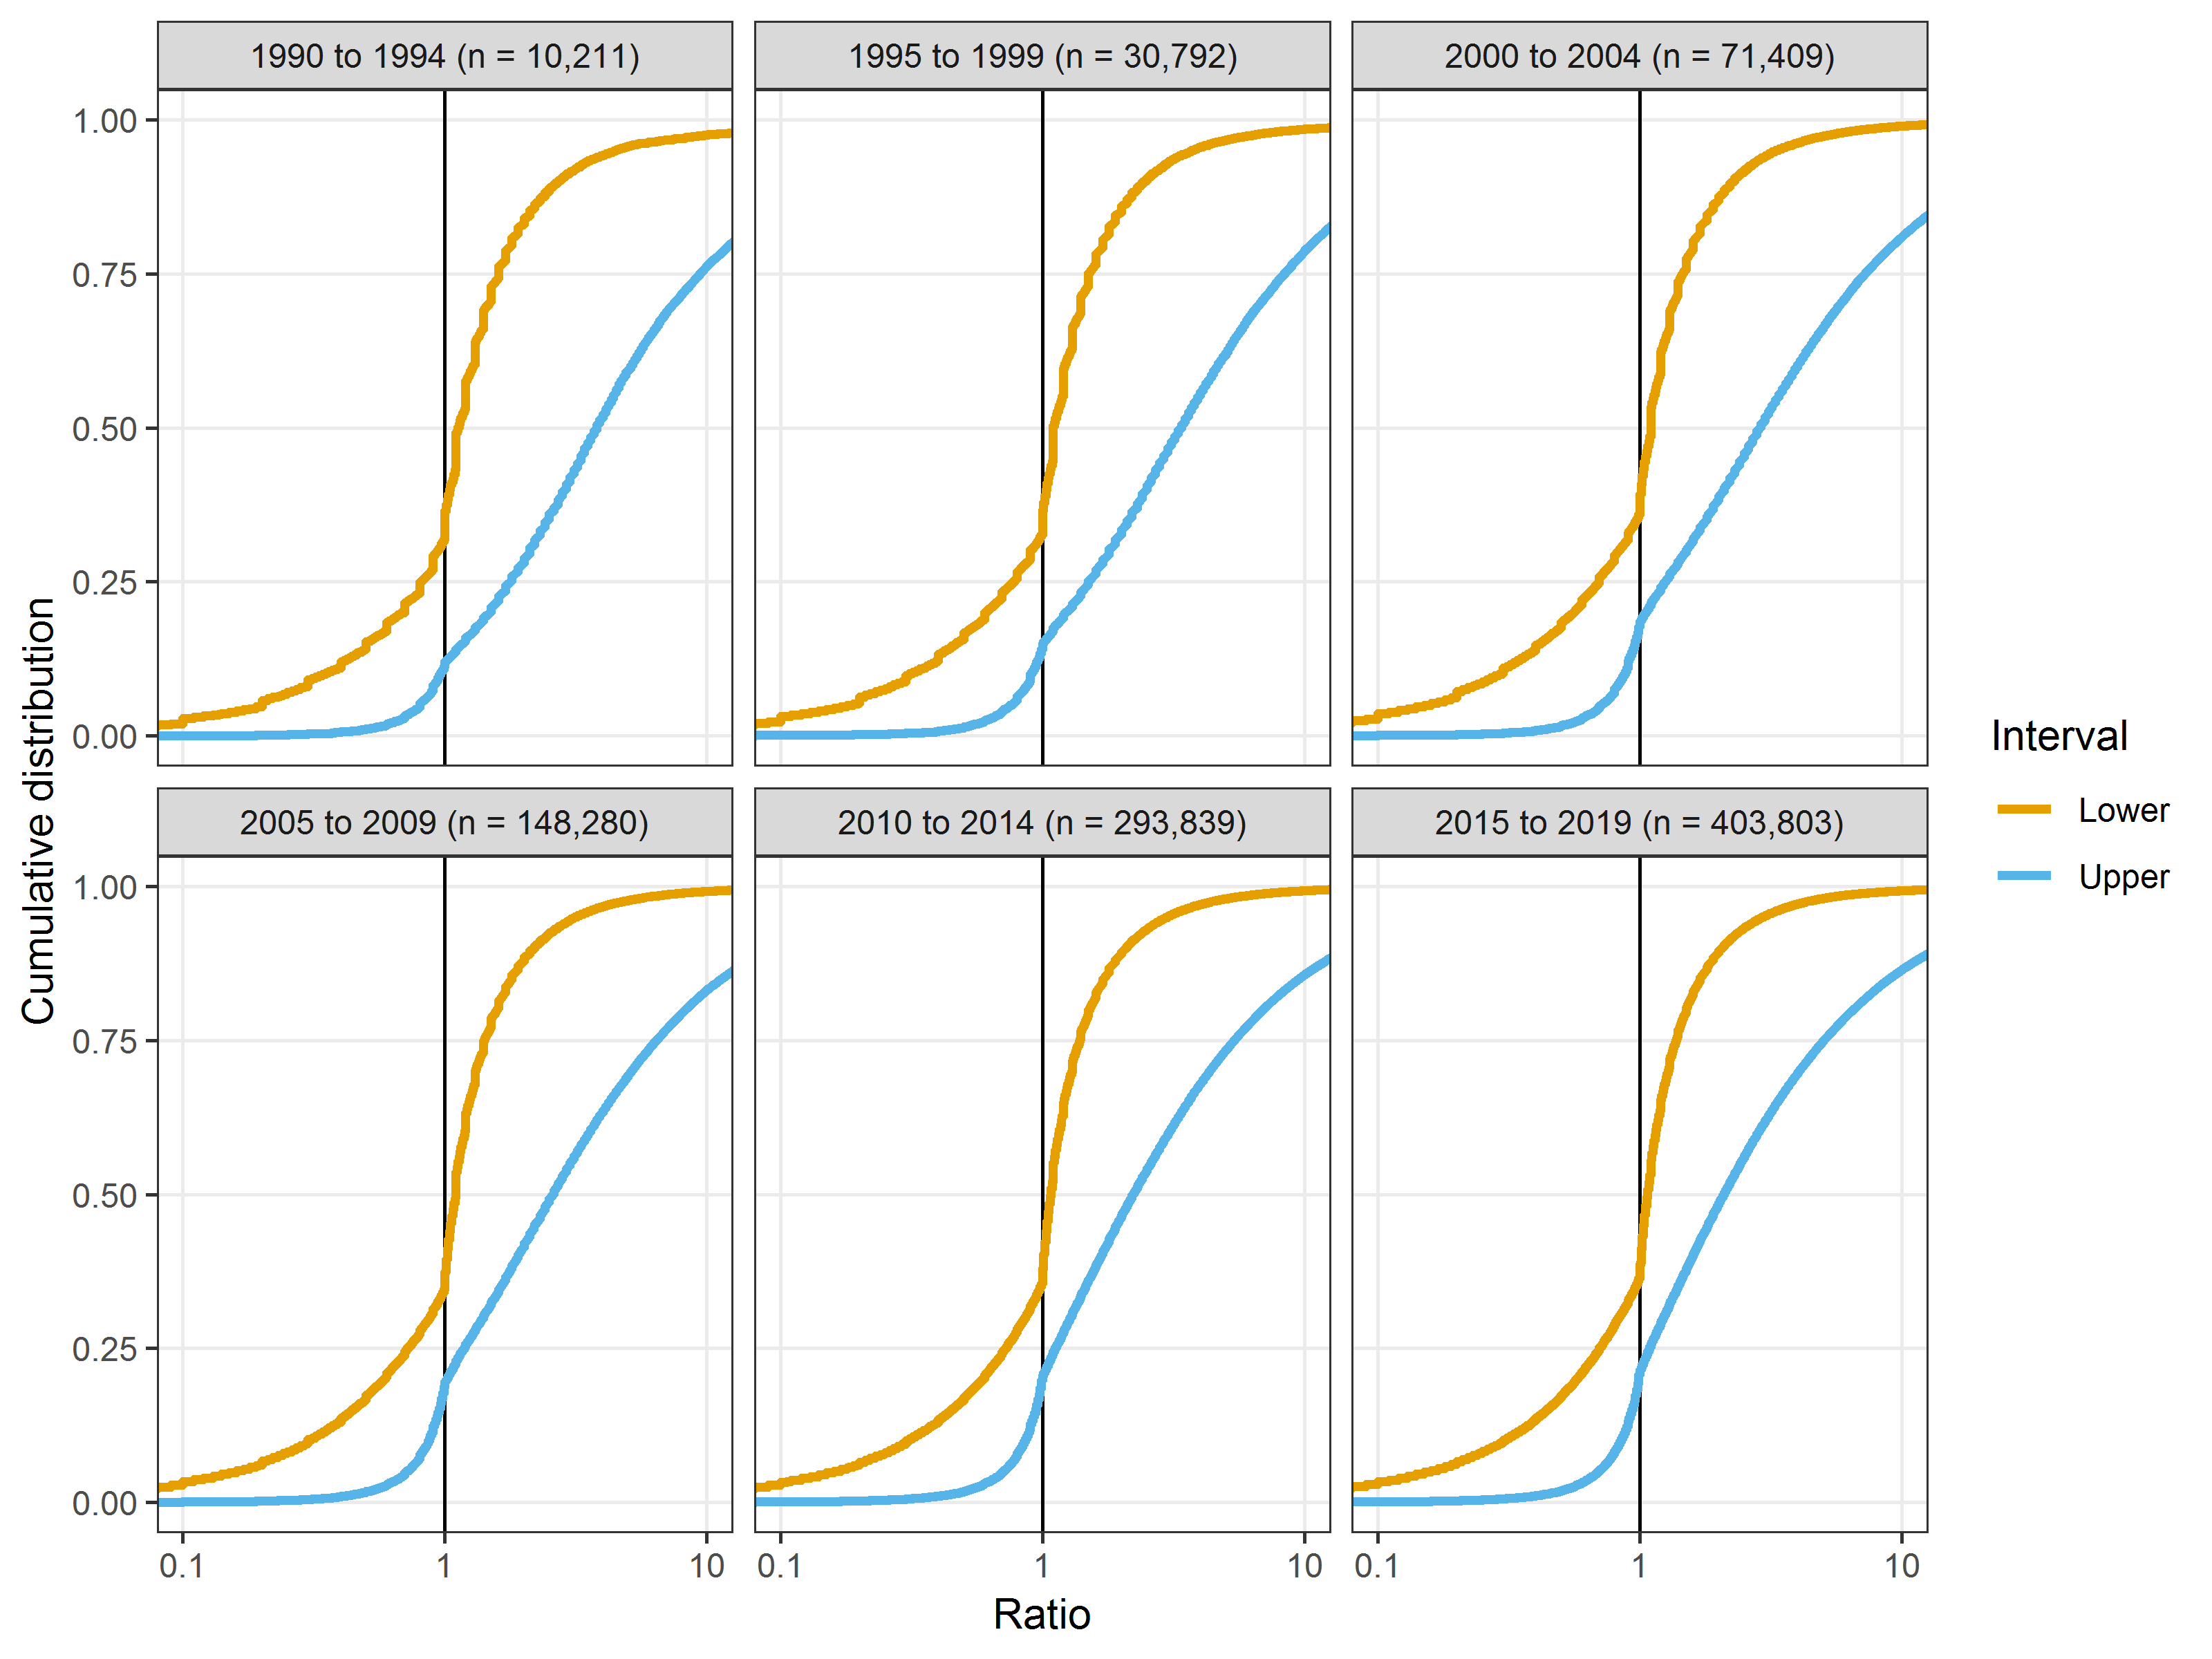 1990 to 1994 (n = 10,211)
1995 to 1999 (n = 30,792)
2000 to 2004 (n = 71,409)
1.00
0.75
0.50
0.25
0.00
2005 to 2009 (n = 148,280)
2010 to 2014 (n = 293,839)
2015 to 2019 (n = 403,803)
1.00
0.75
0.50
0.25
0.00
0.1 1 10
0.1 1 10
0.1 1 10
Ratio
Cumulative distribution
Interval
Lower
Upper